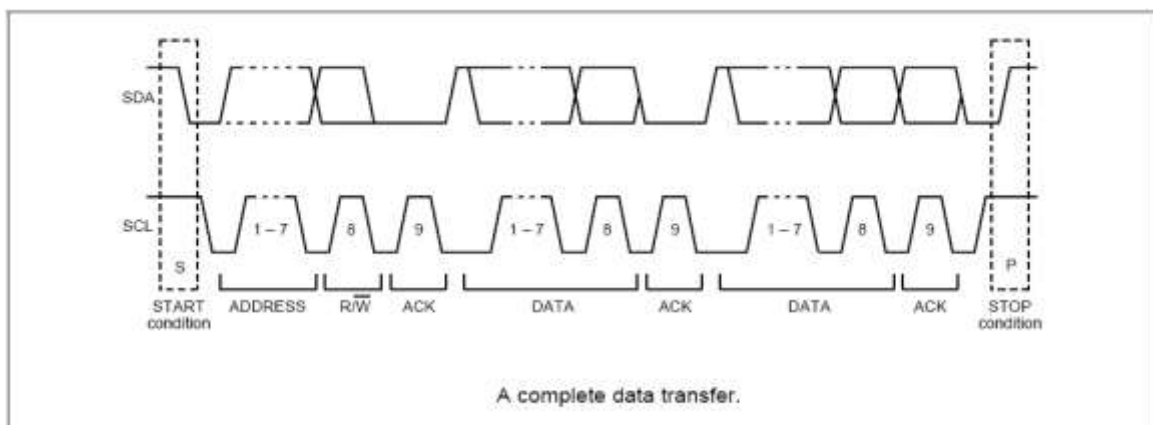 SDA
SCL
1 – 7 8 9 1 – 7 8 9 1 – 7 8 9
S P
START condition ADDRESS R/W̅ ACK DATA ACK DATA ACK STOP condition
A complete data transfer.